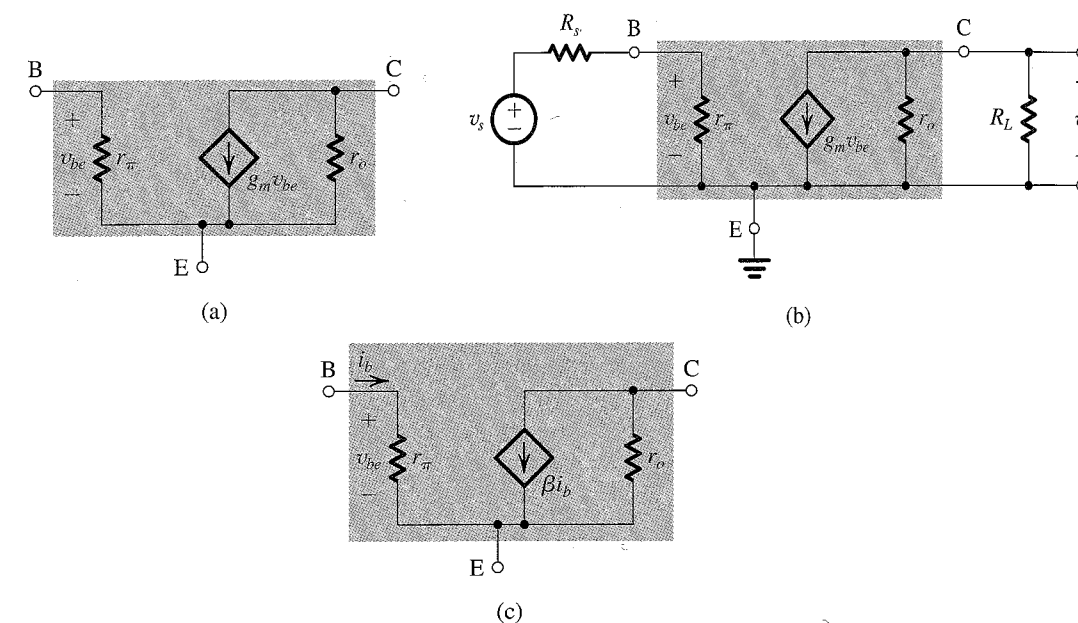 B
C
+
v_be
r_π
−
g_m v_be
r_o
E
(a)
R_s
B
C
v_s
+
−
+
v_be
r_π
−
g_m v_be
r_o
R_L
E
(b)
B
i_b
C
+
v_be
r_π
−
βi_b
r_o
E
(c)